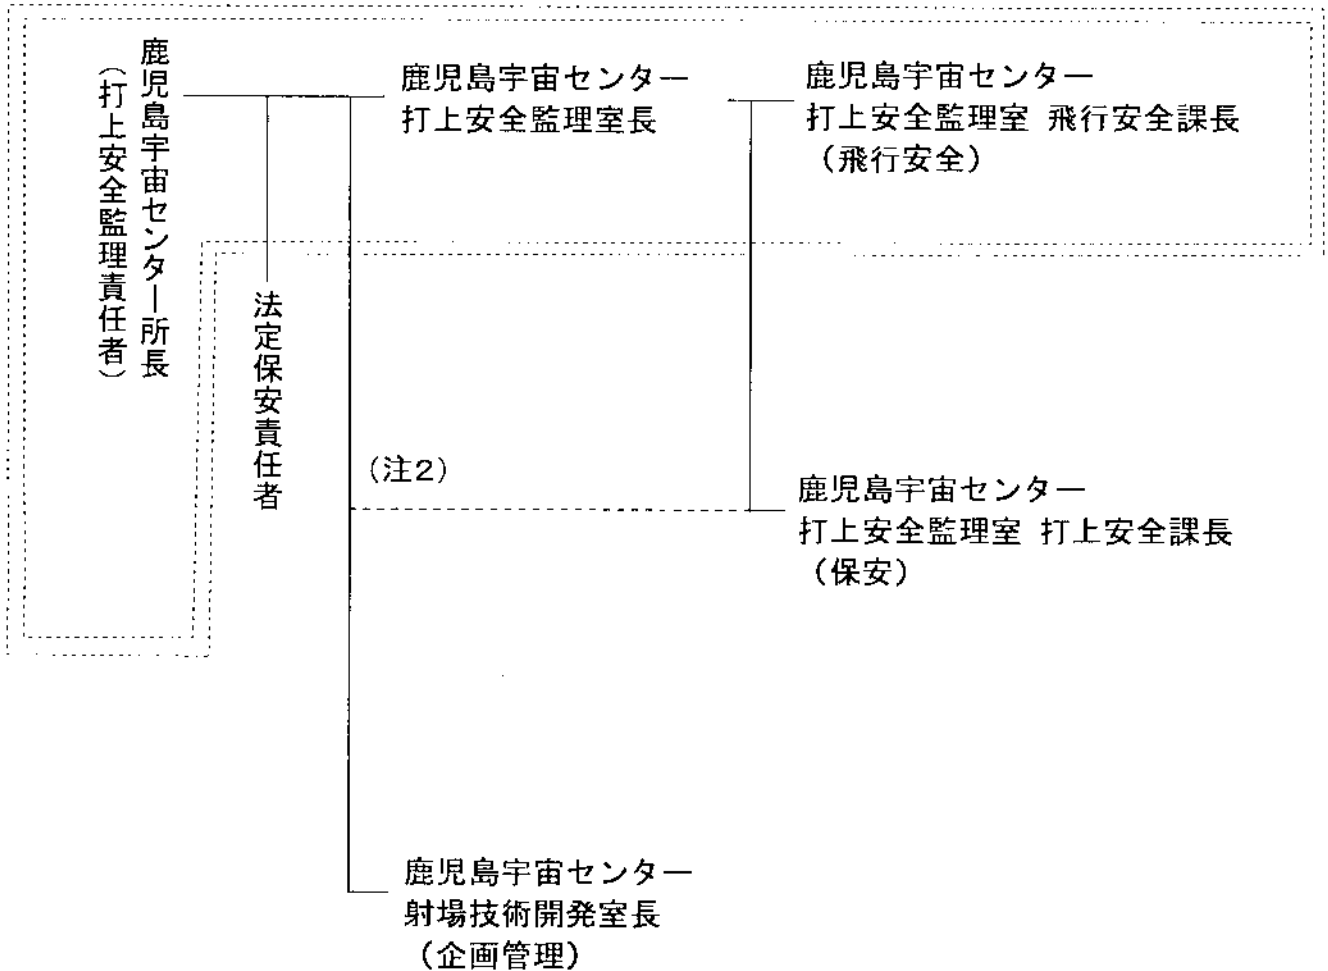 鹿児島宇宙センター所長
（打上安全監理責任者）
法定保安責任者
鹿児島宇宙センター
打上安全監理室長
鹿児島宇宙センター
打上安全監理室 飛行安全課長
（飛行安全）
（注２）
鹿児島宇宙センター
打上安全監理室 打上安全課長
（保安）
鹿児島宇宙センター
射場技術開発室長
（企画管理）